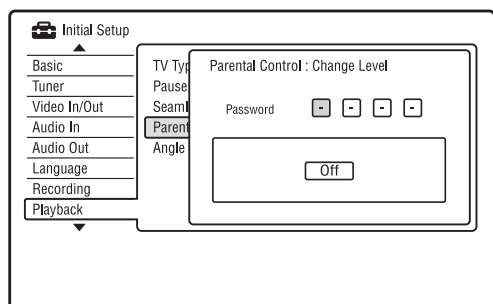 Initial Setup
Basic
Tuner
Video In/Out
Audio In
Audio Out
Language
Recording
Playback
TV Typ
Pause
Seaml
Parent
Angle
Parental Control : Change Level
Password - - - -
Off